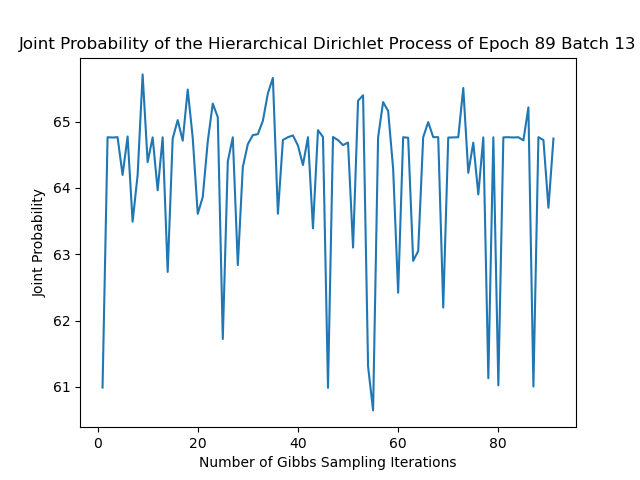 Joint Probability of the Hierarchical Dirichlet Process of Epoch 89 Batch 13
65
64
63
62
61
Joint Probability
0 20 40 60 80
Number of Gibbs Sampling Iterations